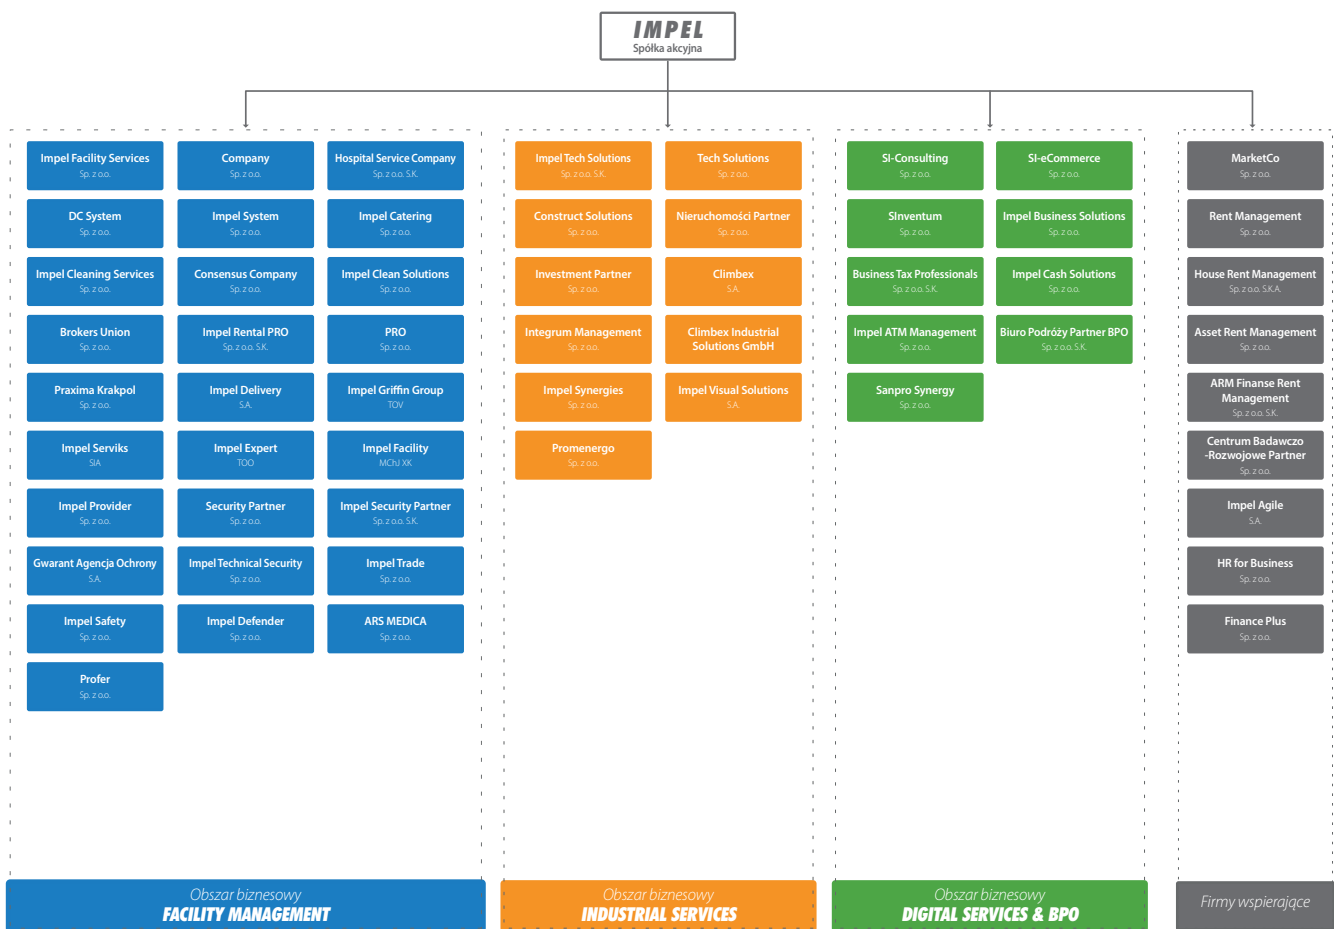 IMPEL
Spółka akcyjna
Impel Facility Services
Sp. z o.o.
Company
Sp. z o.o.
Hospital Service Company
Sp. z o.o. S.K.
DC System
Sp. z o.o.
Impel System
Sp. z o.o.
Impel Catering
Sp. z o.o.
Impel Cleaning Services
Sp. z o.o.
Consensus Company
Sp. z o.o.
Impel Clean Solutions
Sp. z o.o.
Brokers Union
Sp. z o.o.
Impel Rental PRO
Sp. z o.o. S.K.
PRO
Sp. z o.o.
Praxima Krakpol
Sp. z o.o.
Impel Delivery
S.A.
Impel Griffin Group
TOV
Impel Serviks
SIA
Impel Expert
TOO
Impel Facility
MChJ XK
Impel Provider
Sp. z o.o.
Security Partner
Sp. z o.o.
Impel Security Partner
Sp. z o.o. S.K.
Gwarant Agencja Ochrony
S.A.
Impel Technical Security
Sp. z o.o.
Impel Trade
Sp. z o.o.
Impel Safety
Sp. z o.o.
Impel Defender
Sp. z o.o.
ARS MEDICA
Sp. z o.o.
Profer
Sp. z o.o.
Obszar biznesowy
FACILITY MANAGEMENT
Impel Tech Solutions
Sp. z o.o. S.K.
Tech Solutions
Sp. z o.o.
Construct Solutions
Sp. z o.o.
Nieruchomości Partner
Sp. z o.o.
Investment Partner
Sp. z o.o.
Climbex
S.A.
Integrum Management
Sp. z o.o.
Climbex Industrial
Solutions GmbH
Impel Synergies
Sp. z o.o.
Impel Visual Solutions
S.A.
Promenergo
Sp. z o.o.
Obszar biznesowy
INDUSTRIAL SERVICES
SI-Consulting
Sp. z o.o.
SI-eCommerce
Sp. z o.o.
SInventum
Sp. z o.o.
Impel Business Solutions
Sp. z o.o.
Business Tax Professionals
Sp. z o.o. S.K.
Impel Cash Solutions
Sp. z o.o.
Impel ATM Management
Sp. z o.o.
Biuro Podróży Partner BPO
Sp. z o.o. S.K.
Sanpro Synergy
Sp. z o.o.
Obszar biznesowy
DIGITAL SERVICES & BPO
MarketCo
Sp. z o.o.
Rent Management
Sp. z o.o.
House Rent Management
Sp. z o.o. S.K.A.
Asset Rent Management
Sp. z o.o.
ARM Finanse Rent
Management
Sp. z o.o. S.K.
Centrum Badawczo
-Rozwojowe Partner
Sp. z o.o.
Impel Agile
S.A.
HR for Business
Sp. z o.o.
Finance Plus
Sp. z o.o.
Firmy wspierające